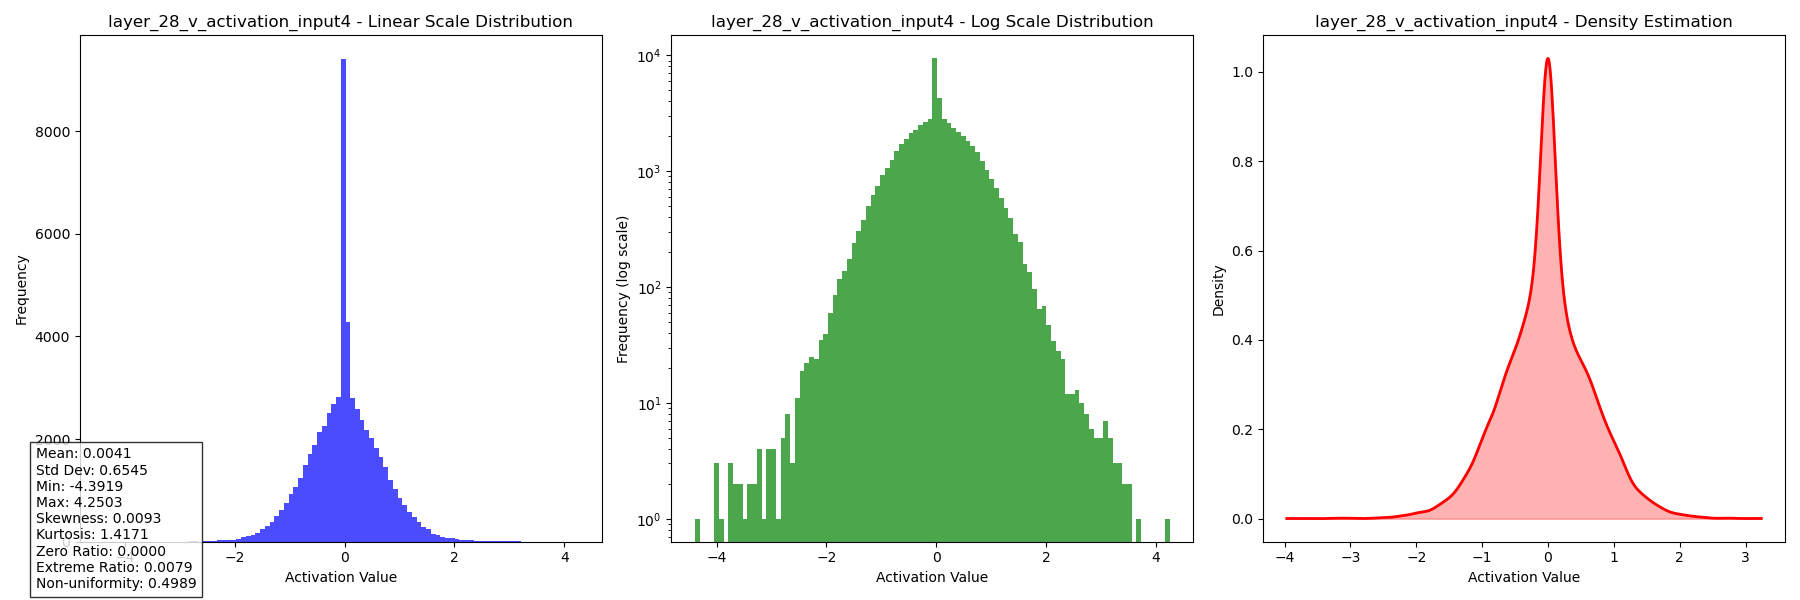 layer_28_v_activation_input4 - Linear Scale Distribution
8000
6000
4000
2000
0
Frequency
−4
−2
0
2
4
Activation Value
Mean: 0.0041
Std Dev: 0.6545
Min: -4.3919
Max: 4.2503
Skewness: 0.0093
Kurtosis: 1.4171
Zero Ratio: 0.0000
Extreme Ratio: 0.0079
Non-uniformity: 0.4989
layer_28_v_activation_input4 - Log Scale Distribution
10⁴
10³
10²
10¹
10⁰
Frequency (log scale)
−4
−2
0
2
4
Activation Value
layer_28_v_activation_input4 - Density Estimation
1.0
0.8
0.6
0.4
0.2
0.0
Density
−4
−3
−2
−1
0
1
2
3
Activation Value